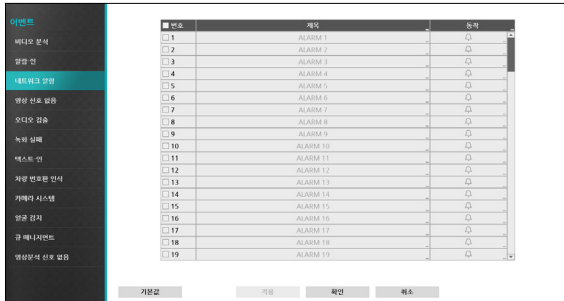 이벤트
비디오 분석
알람-인
네트워크 알람
영상 신호 없음
오디오 검출
녹화 실패
텍스트-인
차량 번호판 인식
카메라 시스템
얼굴 감지
큐 매니지먼트
영상분석 신호 없음
번호 제목 동작
1 ALARM 1
2 ALARM 2
3 ALARM 3
4 ALARM 4
5 ALARM 5
6 ALARM 6
7 ALARM 7
8 ALARM 8
9 ALARM 9
10 ALARM 10
11 ALARM 11
12 ALARM 12
13 ALARM 13
14 ALARM 14
15 ALARM 15
16 ALARM 16
17 ALARM 17
18 ALARM 18
19 ALARM 19
기본값 적용 확인 취소